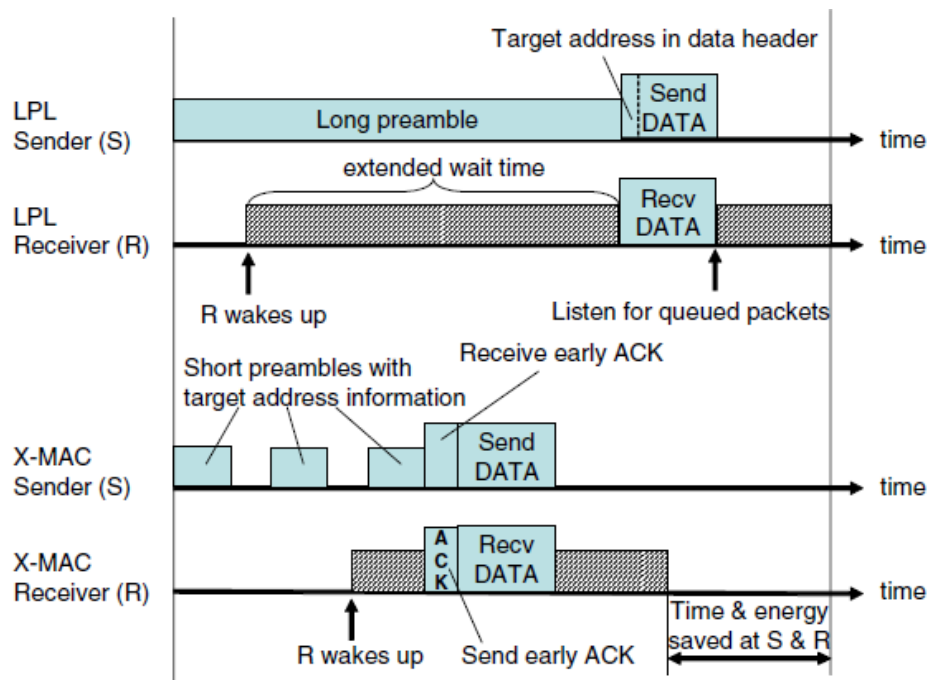 Target address in data header
LPL
Sender (S)
Long preamble
Send
DATA
time
extended wait time
LPL
Receiver (R)
Recv
DATA
time
R wakes up
Listen for queued packets
Short preambles with
target address information
Receive early ACK
X-MAC
Sender (S)
Send
DATA
time
X-MAC
Receiver (R)
A
C
K
Recv
DATA
time
R wakes up
Send early ACK
Time & energy
saved at S & R